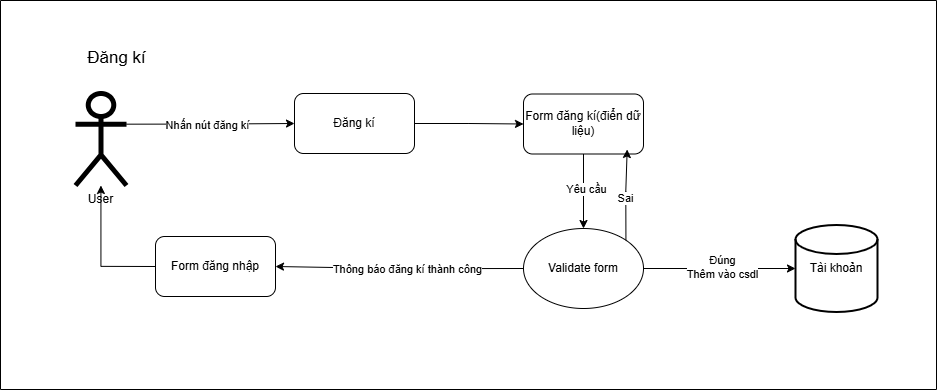 Đăng kí
Nhấn nút đăng kí
Đăng kí
Form đăng kí(điển dữ
liệu)
User
Yêu cầu
Sai
Form đăng nhập
Thông báo đăng kí thành công
Validate form
Đúng
Thêm vào csdl
Tài khoản